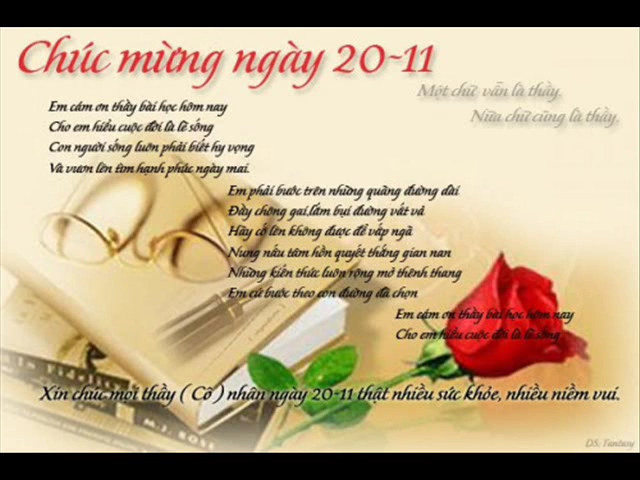 Chúc mừng ngày 20-11
Một chữ vẫn là thầy.
Nửa chữ cũng là thầy.
Em cám ơn thầy bài học hôm nay
Cho em hiểu cuộc đời là lẽ sống
Con người sống luôn phải biết hy vọng
Và vươn lên tìm hạnh phúc ngày mai.
Em phải bước trên những quãng đường dài
Đầy chông gai,lấm bụi đường vất vả
Hãy cố lên không được để vấp ngã
Nung nấu tâm hồn quyết thắng gian nan
Những kiến thức luôn rộng mở thênh thang
Em cứ bước theo con đường đã chọn
Em cám ơn thầy bài học hôm nay
Cho em hiểu cuộc đời là lẽ sống
Xin chúc mọi thầy ( Cô ) nhân ngày 20-11 thật nhiều sức khỏe, nhiều niềm vui.
M.J. ROSE
DS: Fantasy